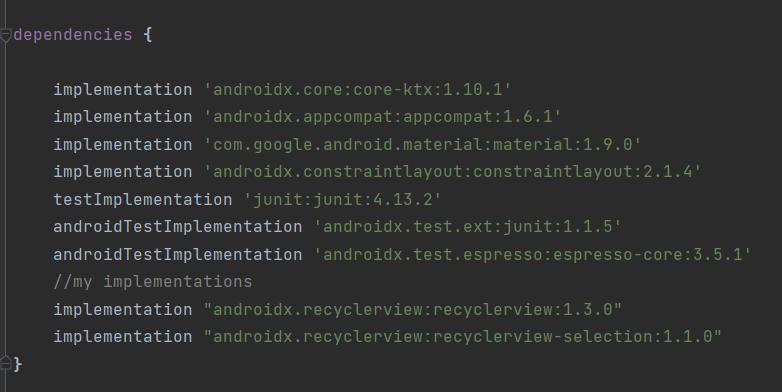 dependencies {
implementation 'androidx.core:core-ktx:1.10.1'
implementation 'androidx.appcompat:appcompat:1.6.1'
implementation 'com.google.android.material:material:1.9.0'
implementation 'androidx.constraintlayout:constraintlayout:2.1.4'
testImplementation 'junit:junit:4.13.2'
androidTestImplementation 'androidx.test.ext:junit:1.1.5'
androidTestImplementation 'androidx.test.espresso:espresso-core:3.5.1'
//my implementations
implementation "androidx.recyclerview:recyclerview:1.3.0"
implementation "androidx.recyclerview:recyclerview-selection:1.1.0"
}